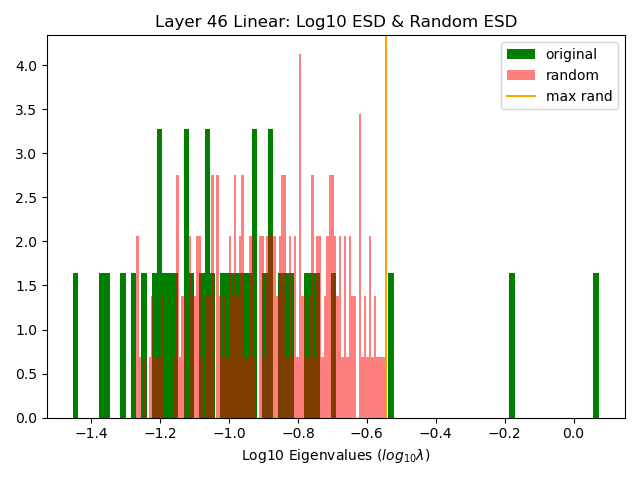 Layer 46 Linear: Log10 ESD & Random ESD
original
random
max rand
4.0
3.5
3.0
2.5
2.0
1.5
1.0
0.5
0.0
−1.4 −1.2 −1.0 −0.8 −0.6 −0.4 −0.2 0.0
Log10 Eigenvalues (log₁₀λ)